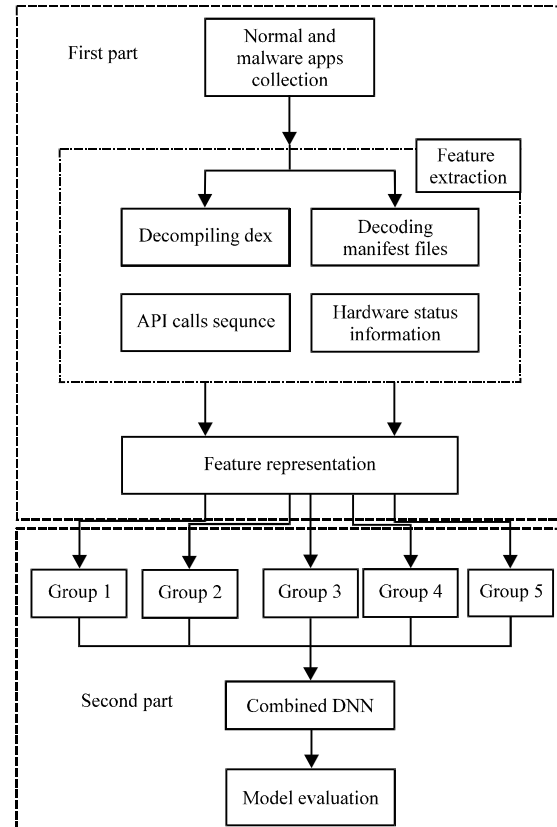 First part
Normal and
malware apps
collection
Feature
extraction
Decompiling dex
Decoding
manifest files
API calls sequnce
Hardware status
information
Feature representation
Group 1
Group 2
Group 3
Group 4
Group 5
Second part
Combined DNN
Model evaluation